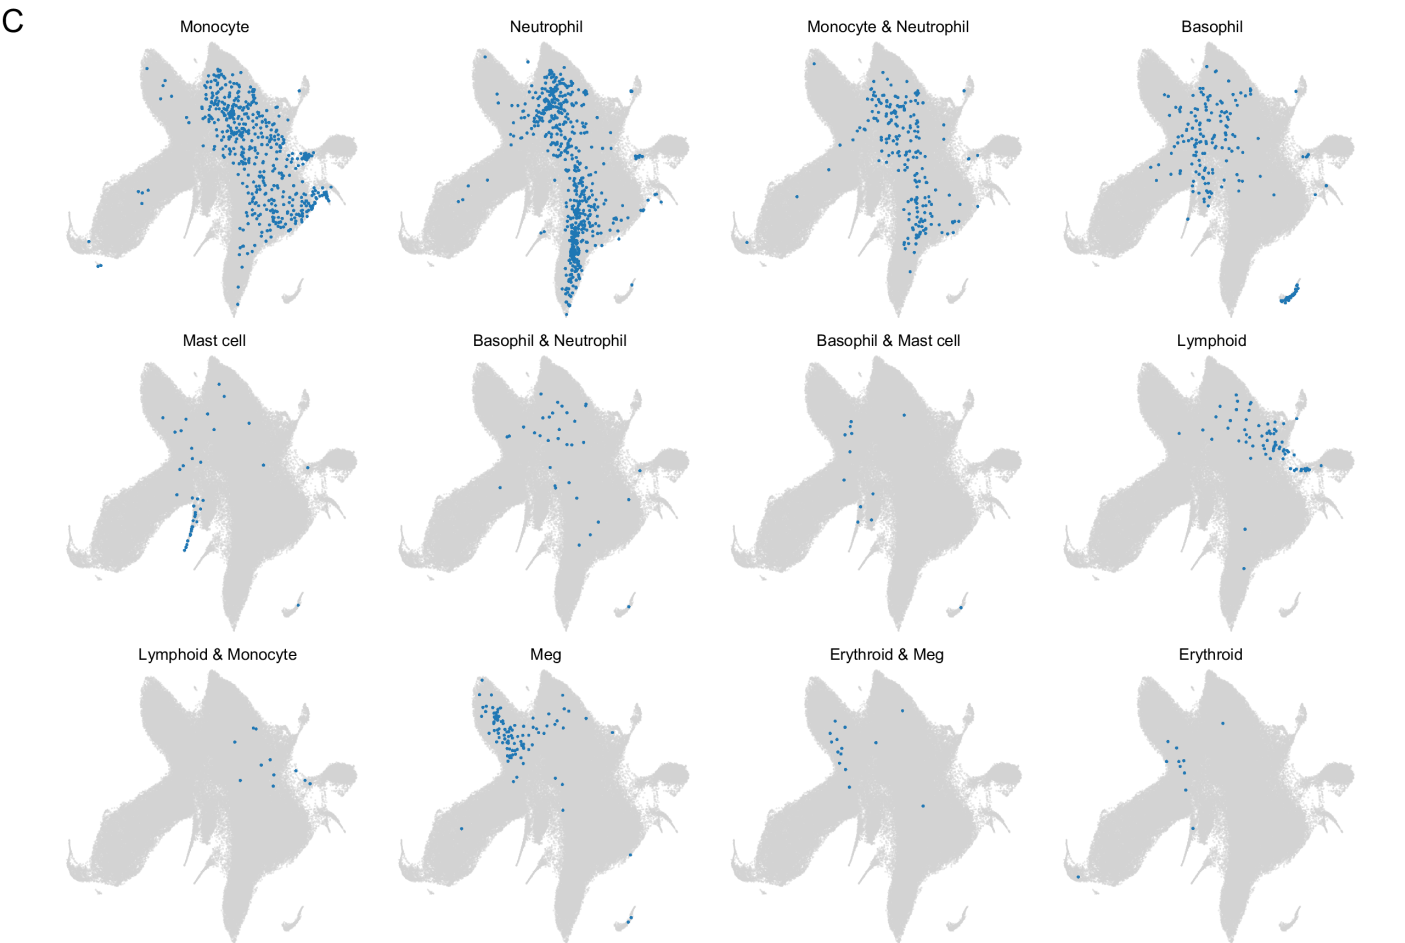 C
Monocyte
Neutrophil
Monocyte & Neutrophil
Basophil
Mast cell
Basophil & Neutrophil
Basophil & Mast cell
Lymphoid
Lymphoid & Monocyte
Meg
Erythroid & Meg
Erythroid